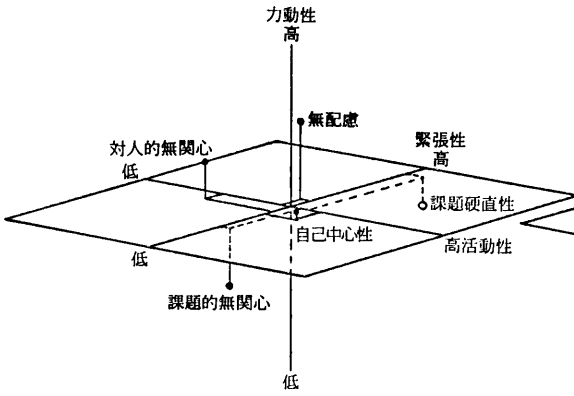 力動性
高
無配慮
緊張性
高
対人的無関心
低
課題硬直性
自己中心性
高活動性
低
課題的無関心
低